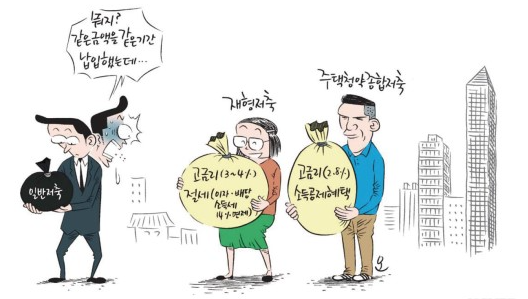 뭐지?
같은금액을 같은기간
납입했는데...
재형저축
주택청약종합저축
일반저축
고금리(3~4%)
절세(이자·배당
소득세
14%면제)
고금리(2.8%)
소득공제혜택